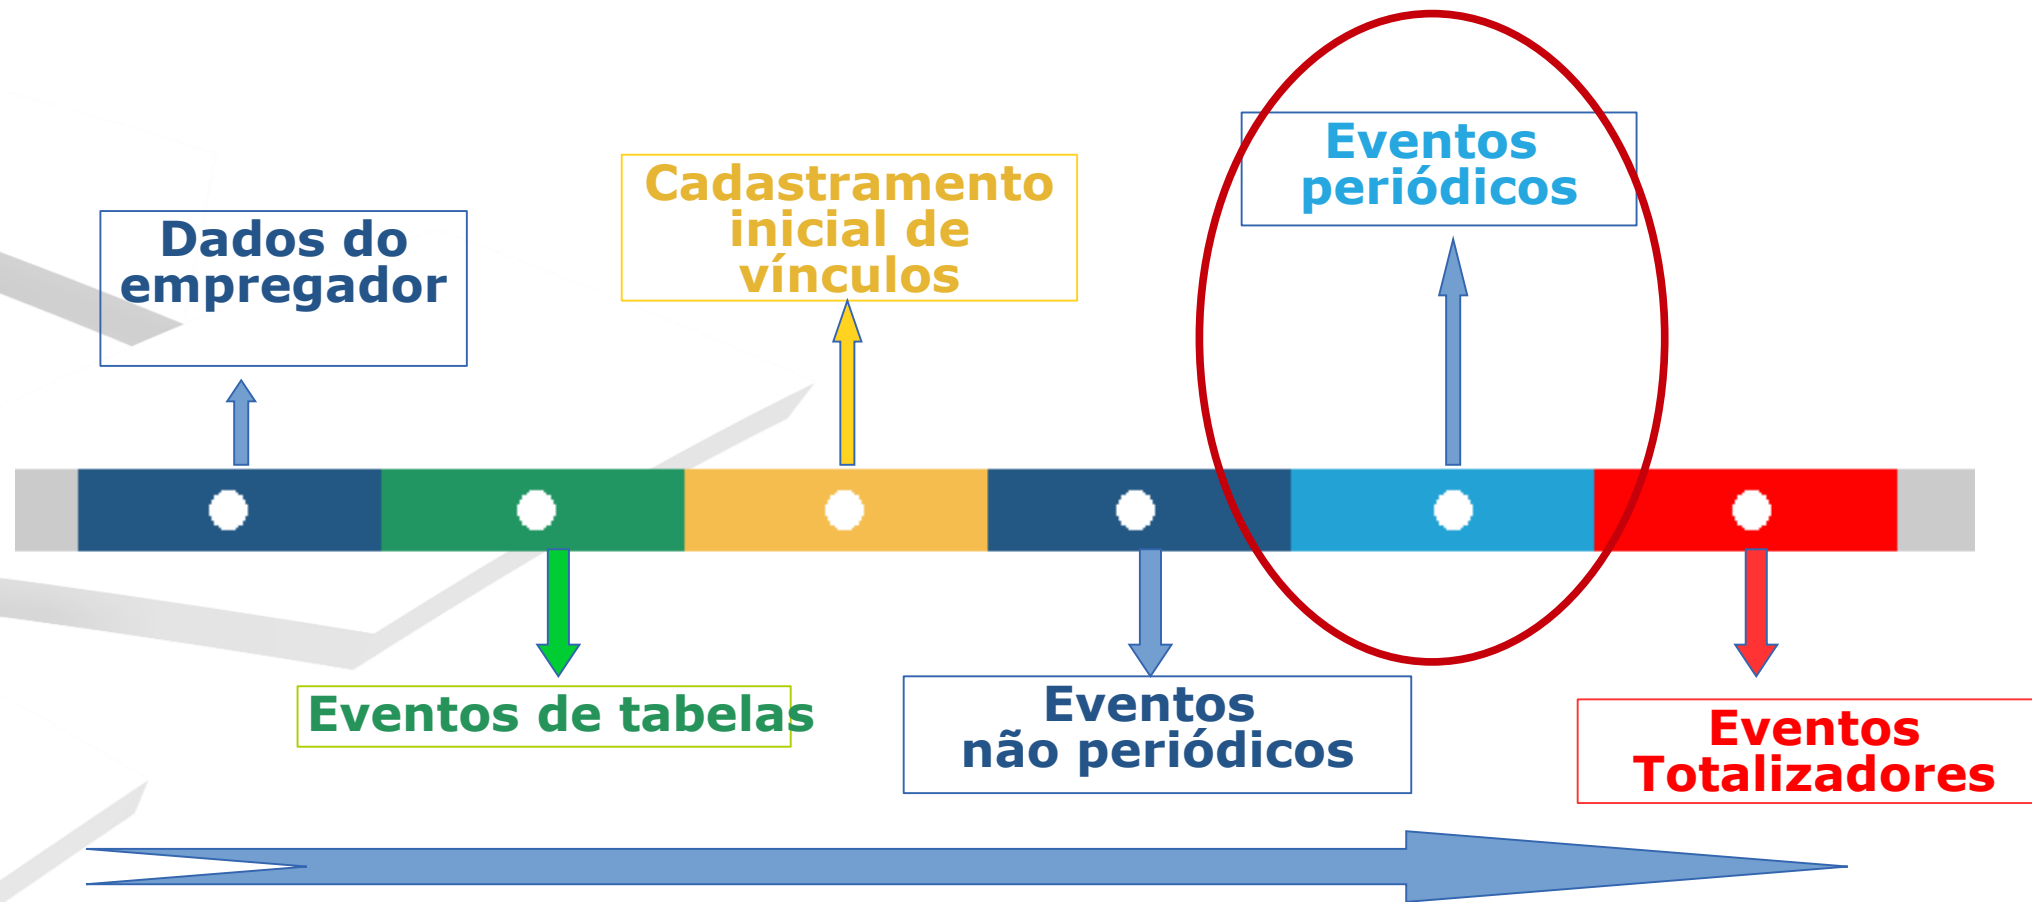 Dados do
empregador
Eventos de tabelas
Cadastramento
inicial de
vínculos
Eventos
não periódicos
Eventos
periódicos
Eventos
Totalizadores